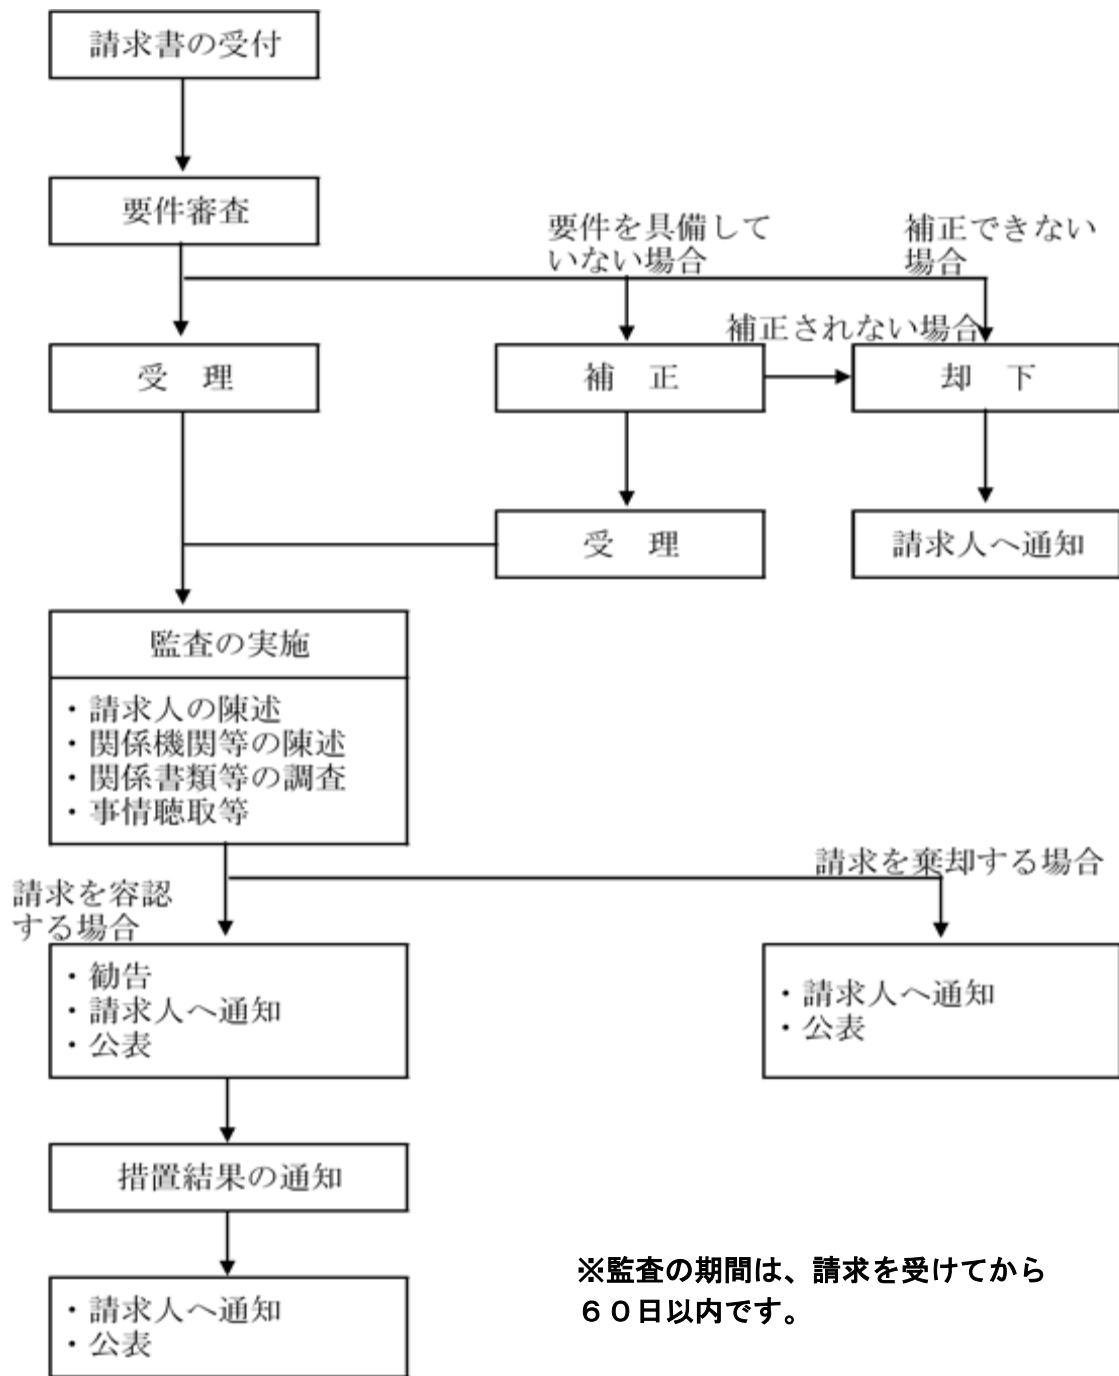 請求書の受付
要件審査
要件を具備して
いない場合
補正できない
場合
補正されない場合
受　理
補　正
却　下
受　理
請求人へ通知
監査の実施
・請求人の陳述
・関係機関等の陳述
・関係書類等の調査
・事情聴取等
請求を容認
する場合
請求を棄却する場合
・勧告
・請求人へ通知
・公表
・請求人へ通知
・公表
措置結果の通知
・請求人へ通知
・公表
※監査の期間は、請求を受けてから
６０日以内です。